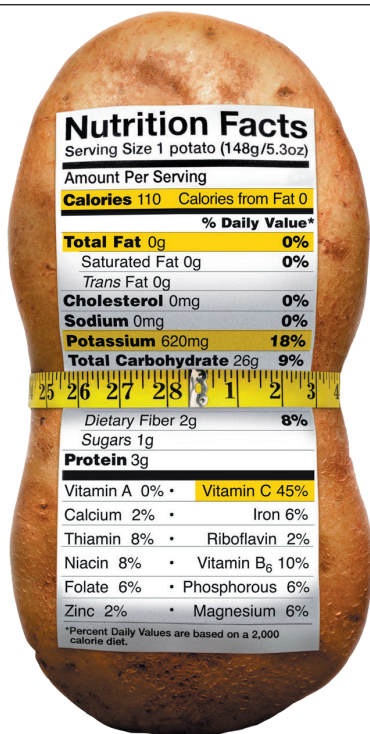 Nutrition Facts
Serving Size 1 potato (148g/5.3oz)
Amount Per Serving
Calories 110 Calories from Fat 0
% Daily Value*
Total Fat 0g 0%
Saturated Fat 0g 0%
Trans Fat 0g
Cholesterol 0mg 0%
Sodium 0mg 0%
Potassium 620mg 18%
Total Carbohydrate 26g 9%
25 26 27 28 1 2 3 4
Dietary Fiber 2g 8%
Sugars 1g
Protein 3g
Vitamin A 0% • Vitamin C 45%
Calcium 2% • Iron 6%
Thiamin 8% • Riboflavin 2%
Niacin 8% • Vitamin B6 10%
Folate 6% • Phosphorous 6%
Zinc 2% • Magnesium 6%
*Percent Daily Values are based on a 2,000
calorie diet.